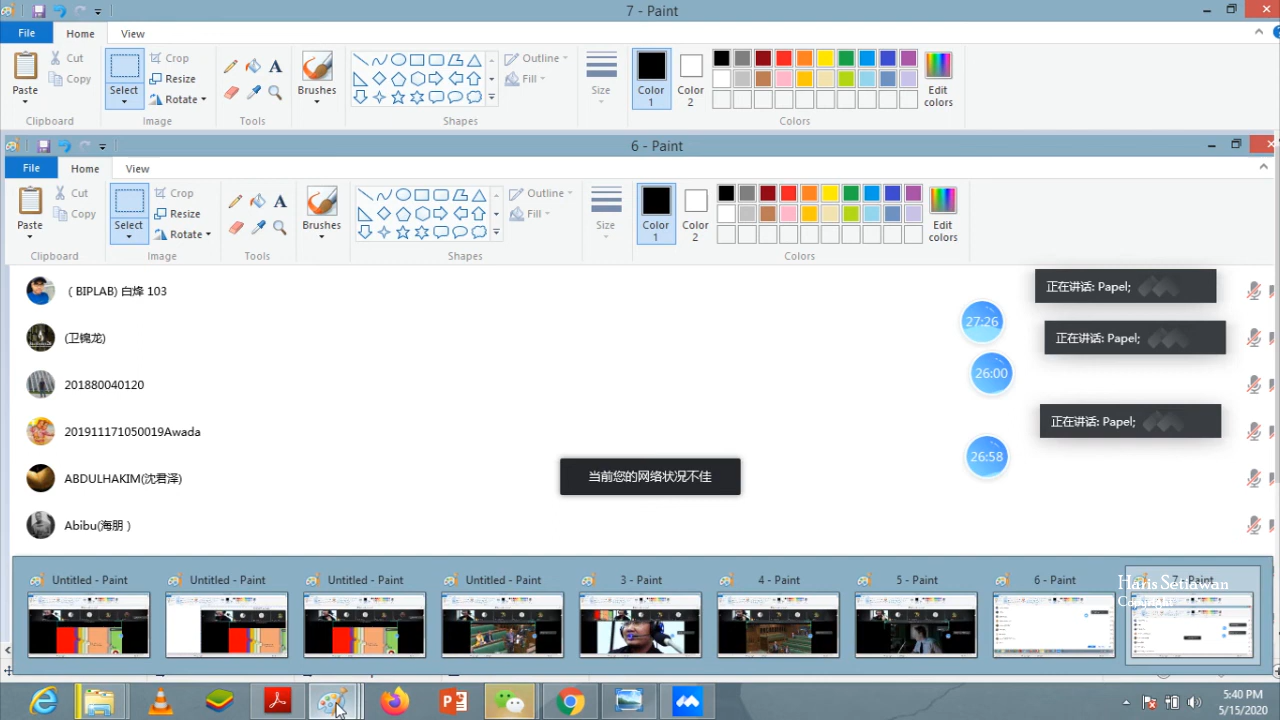 7 - Paint
File Home View
Paste Cut Copy Clipboard
Select Crop Resize Rotate Image
Tools
Brushes
Outline Fill Shapes
Size
Color 1 Color 2 Edit colors Colors
6 - Paint
File Home View
Paste Cut Copy Clipboard
Select Crop Resize Rotate Image
Tools
Brushes
Outline Fill Shapes
Size
Color 1 Color 2 Edit colors Colors
( BIPLAB) 白烽 103
正在讲话: Papel;
27:26
(卫锦龙)
正在讲话: Papel;
26:00
201880040120
201911171050019Awada
正在讲话: Papel;
26:58
ABDULHAKIM(沈君泽)
当前您的网络状况不佳
Abibu(海朋 )
Untitled - Paint Untitled - Paint Untitled - Paint Untitled - Paint 3 - Paint 4 - Paint 5 - Paint 6 - Paint Paint
Haris Setiawan
5:40 PM
5/15/2020